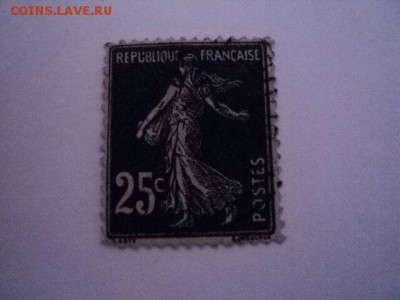 COINS.LAVE.RU
REPUBLIQUE FRANÇAISE
25c
POSTES